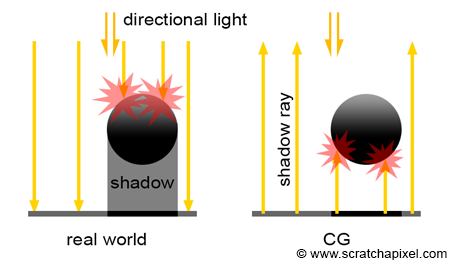 directional light
shadow ray
shadow
real world
CG
© www.scratchapixel.com